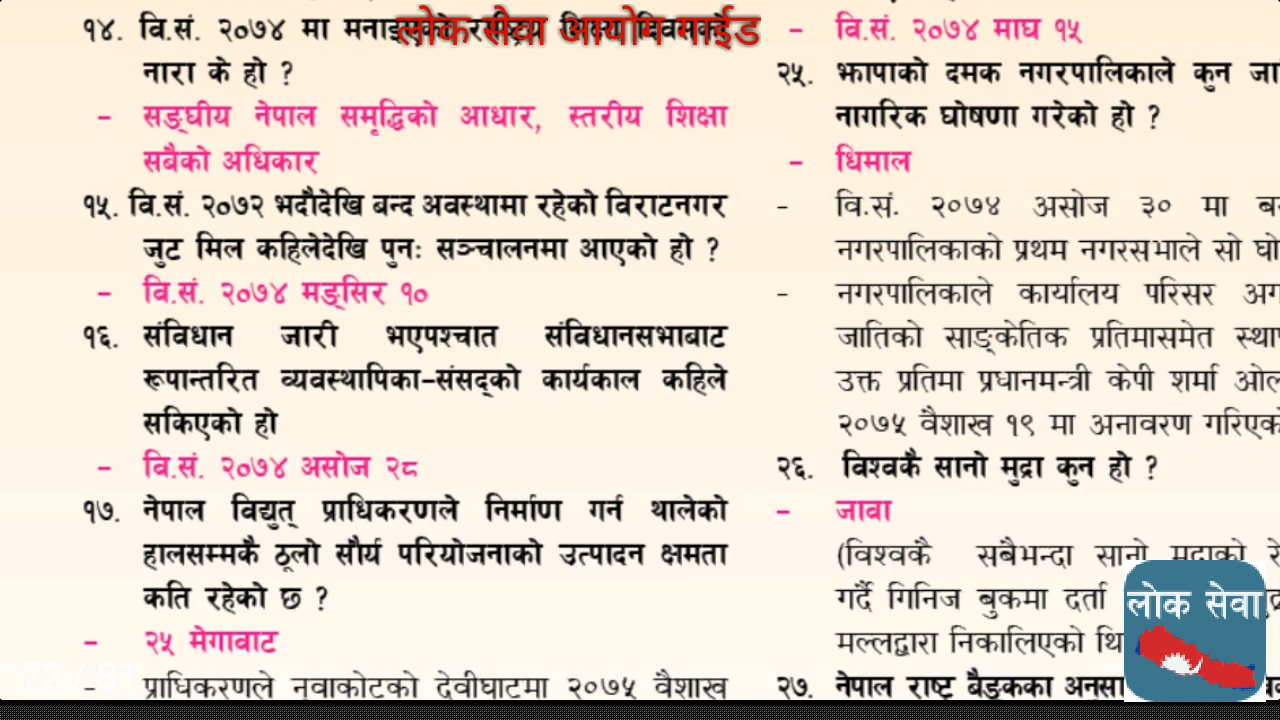 लोक सेवा आयोग गाईड
१४. वि.सं. २०७४ मा
नारा के हो ?
- सङ्घीय नेपाल समृद्धिको आधार, स्तरीय शिक्षा
सबैको अधिकार
१५. वि.सं. २०७२ भदौदेखि बन्द अवस्थामा रहेको विराटनगर
जुट मिल कहिलेदेखि पुनः सञ्चालनमा आएको हो ?
- वि.सं. २०७४ मङ्सिर १०
१६. संविधान जारी भएपश्चात संविधानसभाबाट
रूपान्तरित व्यवस्थापिका-संसद्को कार्यकाल कहिले
सकिएको हो
- वि.सं. २०७४ असोज २८
१७. नेपाल विद्युत् प्राधिकरणले निर्माण गर्न थालेको
हालसम्मकै ठूलो सौर्य परियोजनाको उत्पादन क्षमता
कति रहेको छ ?
- २५ मेगावाट
- प्राधिकरणले नुवाकोटको देवीघाटमा २०७५ वैशाख
72 / 81
- वि.सं. २०७४ माघ १५
२५. झापाको दमक नगरपालिकाले कुन
नागरिक घोषणा गरेको हो ?
- धिमाल
- वि.सं. २०७४ असोज ३० मा
नगरपालिकाको प्रथम नगरसभाले सो
- नगरपालिकाले कार्यालय परिसर
जातिको साङ्केतिक प्रतिमासमेत
उक्त प्रतिमा प्रधानमन्त्री केपी शर्मा
२०७५ वैशाख १९ मा अनावरण
२६. विश्वकै सानो मुद्रा कुन हो ?
- जावा
(विश्वकै सबैभन्दा सानो मुद्राको
गर्दै गिनिज बुकमा दर्ता
मल्लद्वारा निकालिएको
२७. नेपाल राष्ट्र बैङ्कका
लोक सेवा